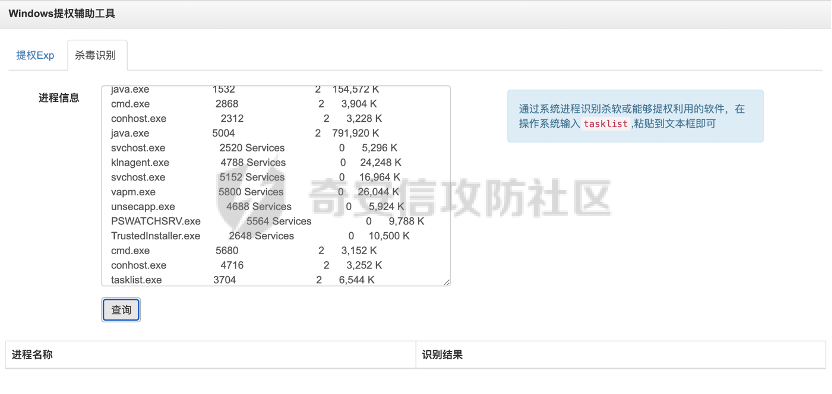 Windows提权辅助工具
提权Exp 杀毒识别
进程信息
java.exe 1532 2 154,572 K
cmd.exe 2868 2 3,904 K
conhost.exe 2312 2 3,228 K
java.exe 5004 2 791,920 K
svchost.exe 2520 Services 0 5,296 K
klnagent.exe 4788 Services 0 24,248 K
svchost.exe 5152 Services 0 16,964 K
vapm.exe 5800 Services 0 26,044 K
unsecapp.exe 4688 Services 0 5,924 K
PSWATCHSRV.exe 5564 Services 0 9,788 K
TrustedInstaller.exe 2648 Services 0 10,500 K
cmd.exe 5680 2 3,152 K
conhost.exe 4716 2 3,252 K
tasklist.exe 3704 2 6,544 K
通过系统进程识别杀软或能够提权利用的软件，在
操作系统输入 tasklist ,粘贴到文本框即可
奇安信攻防社区
查询
进程名称 识别结果